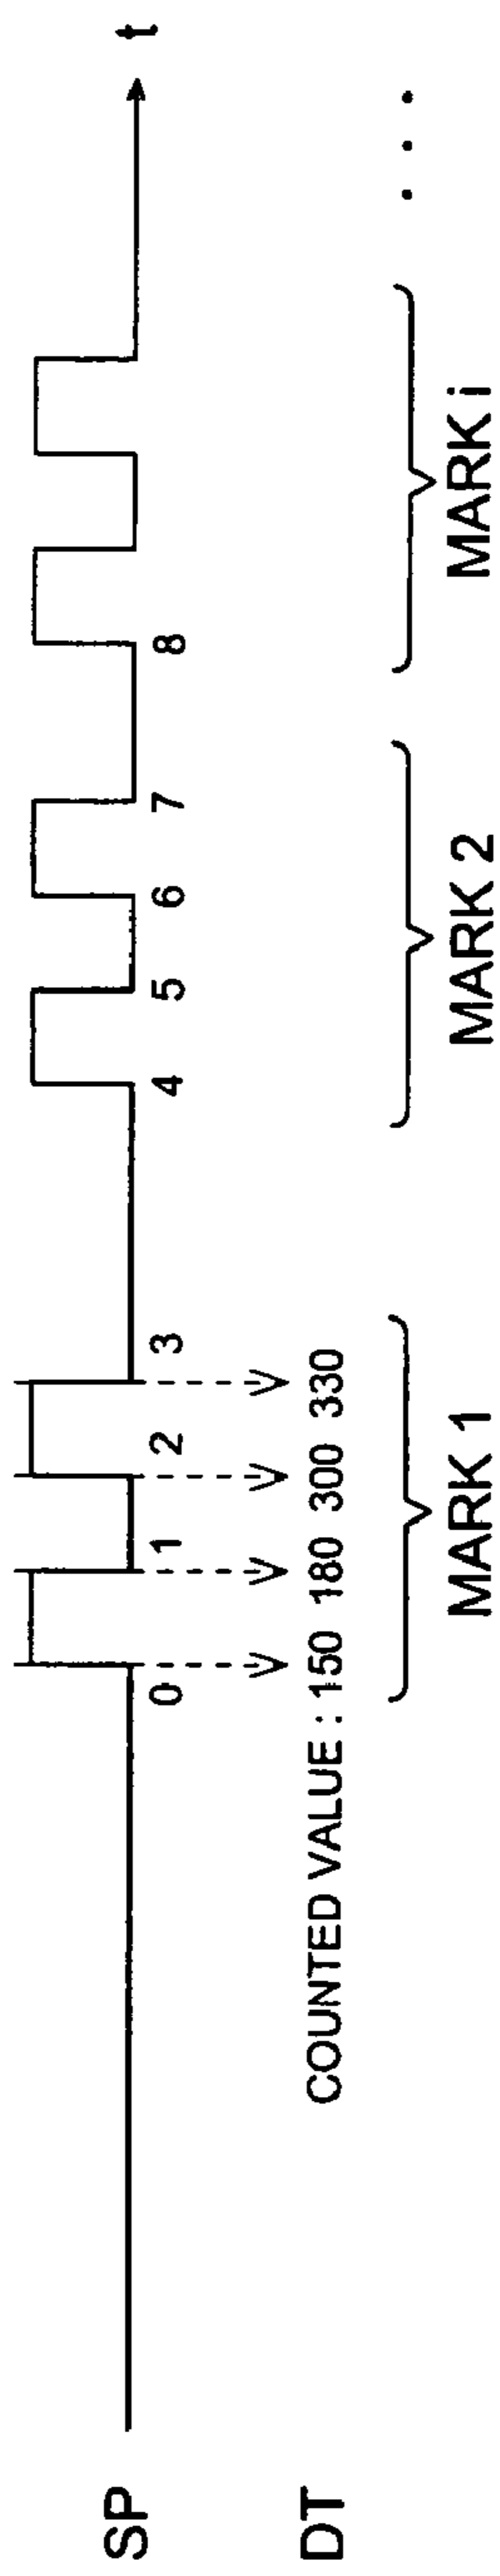 SP
t
0 1 2 3 4 5 6 7 8
DT
COUNTED VALUE : 150 180 300 330
MARK 1 MARK 2 MARK i
. . .